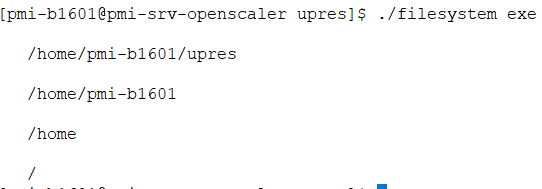 [pmi-b1601@pmi-srv-openscaler upres]$ ./filesystem exe
/home/pmi-b1601/upres
/home/pmi-b1601
/home
/